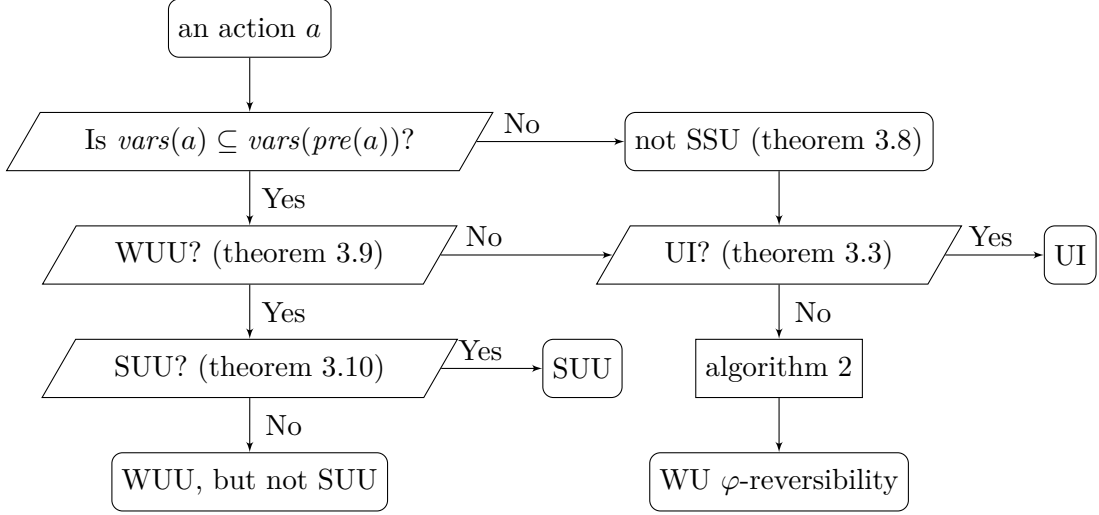 an action a
Is vars(a) ⊆ vars(pre(a))?
No
not SSU (theorem 3.8)
Yes
WUU? (theorem 3.9)
No
UI? (theorem 3.3)
Yes
UI
Yes
No
SUU? (theorem 3.10)
Yes
SUU
algorithm 2
No
WUU, but not SUU
WU φ-reversibility